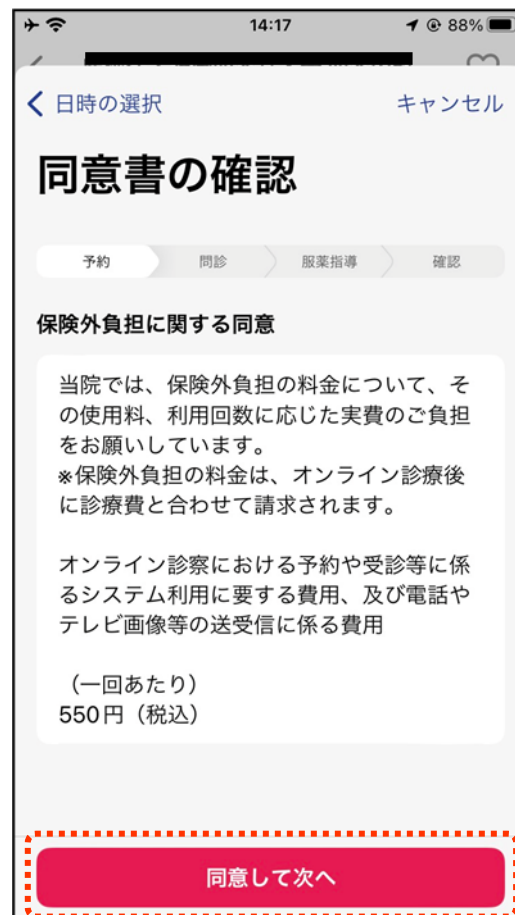 14:17
88%
日時の選択
キャンセル
同意書の確認
予約
問診
服薬指導
確認
保険外負担に関する同意
当院では、保険外負担の料金について、そ
の使用料、利用回数に応じた実費のご負担
をお願いしています。
※保険外負担の料金は、オンライン診療後
に診療費と合わせて請求されます。
オンライン診察における予約や受診等に係
るシステム利用に要する費用、及び電話や
テレビ画像等の送受信に係る費用
（一回あたり）
550円（税込）
同意して次へ